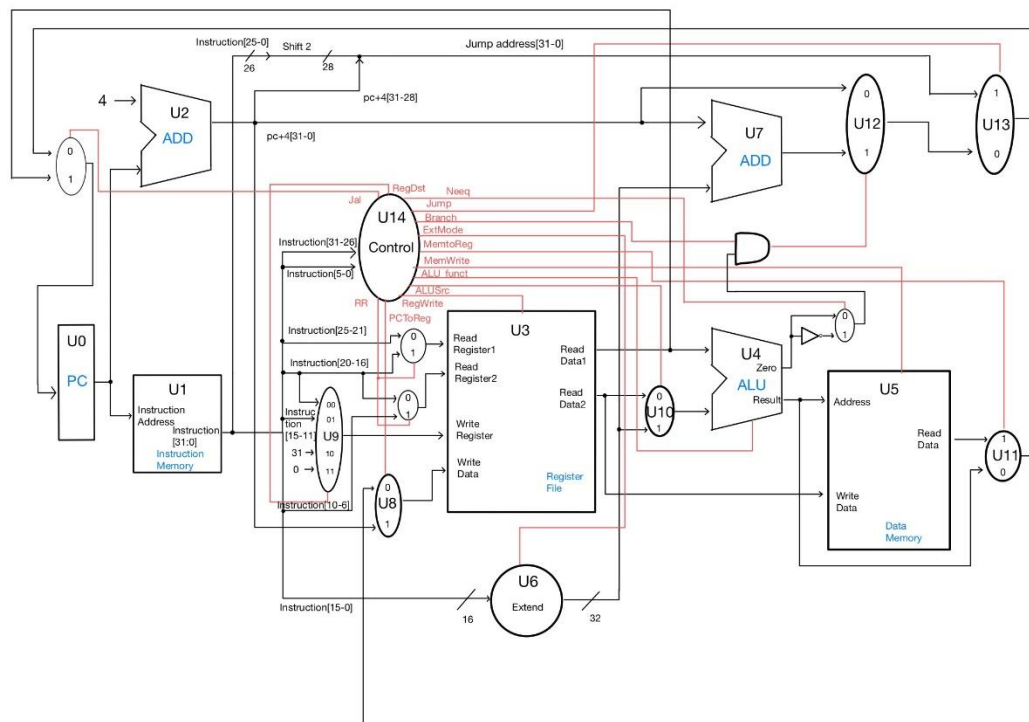 Instruction[25-0]
Shift 2
Jump address[31-0]
26
28
4
U2
ADD
pc+4[31-28]
pc+4[31-0]
U7
ADD
0
U12
1
1
U13
0
0
1
RegDst
Neeq
Jal
Jump
U14
Branch
Control
ExtMode
MemtoReg
MemWrite
ALU funct
ALUSrc
RegWrite
PCToReg
RR
Instruction[31-26]
Instruction[5-0]
Instruction[25-21]
Instruction[20-16]
0
1
0
1
U0
PC
U1
Instruction
Address
Instruction
[31:0]
Instruction
Memory
Instruc
tion
[15-11]
31
0
00
01
U9
10
11
Instruction[10-6]
0
U8
1
U3
Read
Register1
Read
Register2
Write
Register
Write
Data
Read
Data1
Read
Data2
Register
File
0
U10
1
U4
Zero
ALU
Result
0
1
U5
Address
Read
Data
Write
Data
Data
Memory
1
U11
0
Instruction[15-0]
16
U6
Extend
32